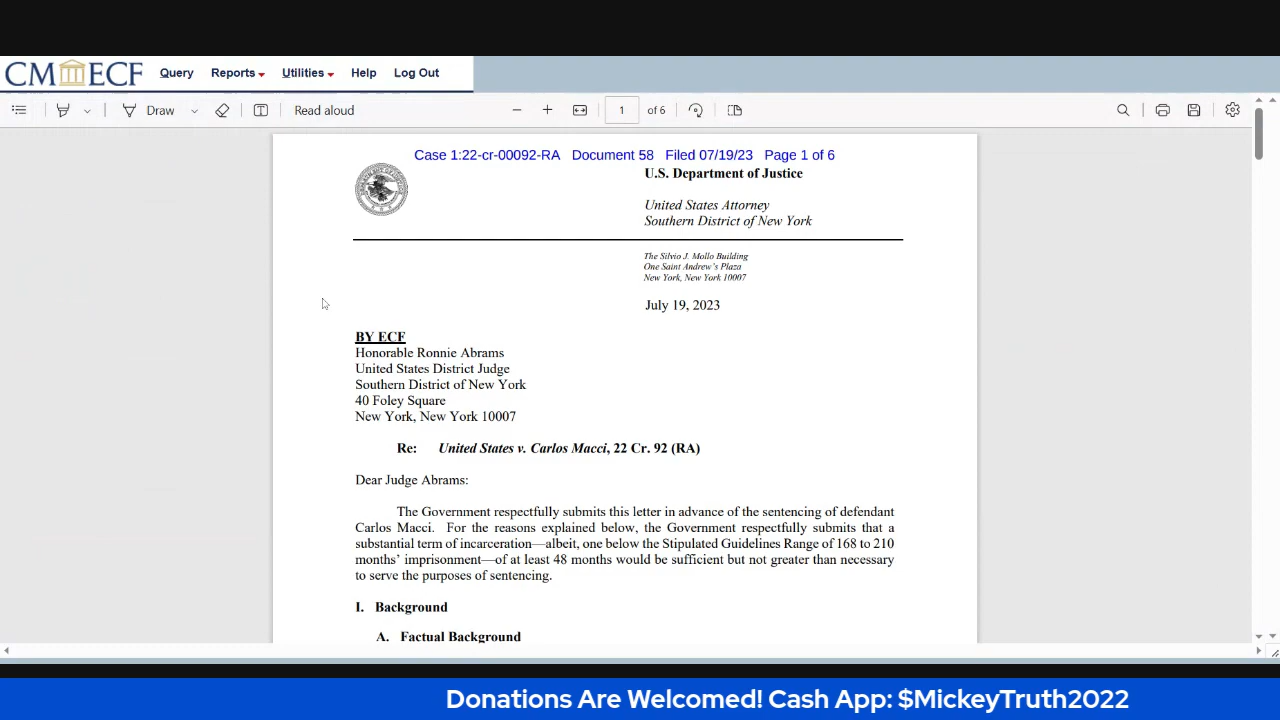 CM ECF Query Reports Utilities Help Log Out
Draw Read aloud 1 of 6
Case 1:22-cr-00092-RA Document 58 Filed 07/19/23 Page 1 of 6
U.S. Department of Justice
United States Attorney
Southern District of New York
The Silvio J. Mollo Building
One Saint Andrew's Plaza
New York, New York 10007
July 19, 2023
BY ECF
Honorable Ronnie Abrams
United States District Judge
Southern District of New York
40 Foley Square
New York, New York 10007
Re: United States v. Carlos Macci, 22 Cr. 92 (RA)
Dear Judge Abrams:
The Government respectfully submits this letter in advance of the sentencing of defendant
Carlos Macci. For the reasons explained below, the Government respectfully submits that a
substantial term of incarceration—albeit, one below the Stipulated Guidelines Range of 168 to 210
months' imprisonment—of at least 48 months would be sufficient but not greater than necessary
to serve the purposes of sentencing.
I. Background
A. Factual Background
Donations Are Welcomed! Cash App: $MickeyTruth2022